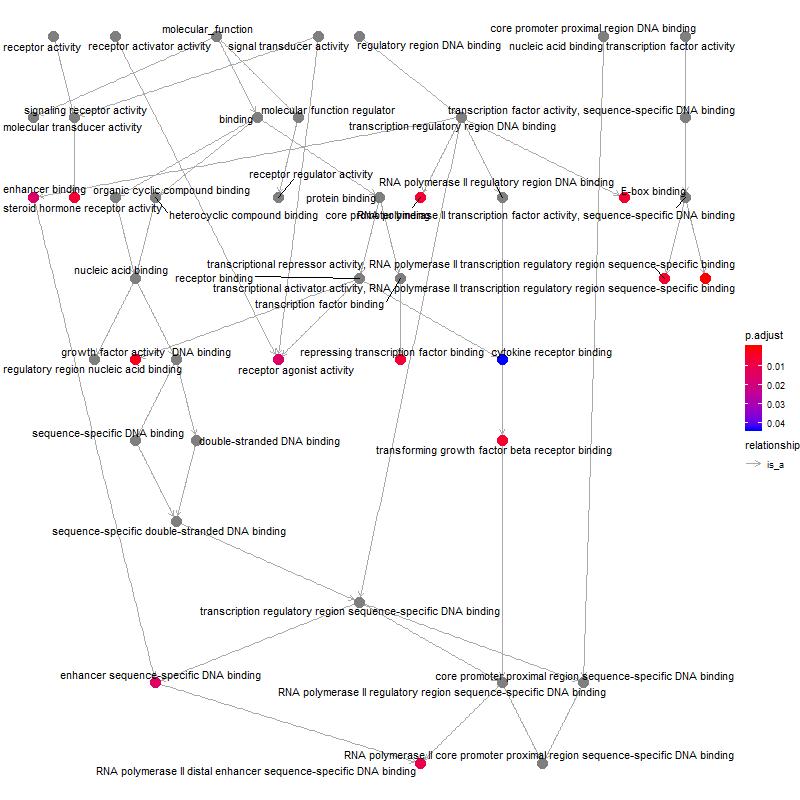 molecular_function
core promoter proximal region DNA binding
receptor activity
receptor activator activity
signal transducer activity
regulatory region DNA binding
nucleic acid binding transcription factor activity
signaling receptor activity
molecular function regulator
transcription factor activity, sequence-specific DNA binding
binding
molecular transducer activity
transcription regulatory region DNA binding
receptor regulator activity
RNA polymerase II regulatory region DNA binding
enhancer binding
organic cyclic compound binding
E-box binding
protein binding
steroid hormone receptor activity
heterocyclic compound binding
core promoter binding
RNA polymerase II transcription factor activity, sequence-specific DNA binding
transcriptional repressor activity, RNA polymerase II transcription regulatory region sequence-specific binding
nucleic acid binding
receptor binding
transcriptional activator activity, RNA polymerase II transcription regulatory region sequence-specific binding
transcription factor binding
p.adjust
0.01
0.02
0.03
0.04
growth factor activity
DNA binding
repressing transcription factor binding
cytokine receptor binding
regulatory region nucleic acid binding
receptor agonist activity
sequence-specific DNA binding
double-stranded DNA binding
relationship
is_a
transforming growth factor beta receptor binding
sequence-specific double-stranded DNA binding
transcription regulatory region sequence-specific DNA binding
enhancer sequence-specific DNA binding
core promoter proximal region sequence-specific DNA binding
RNA polymerase II regulatory region sequence-specific DNA binding
RNA polymerase II core promoter proximal region sequence-specific DNA binding
RNA polymerase II distal enhancer sequence-specific DNA binding